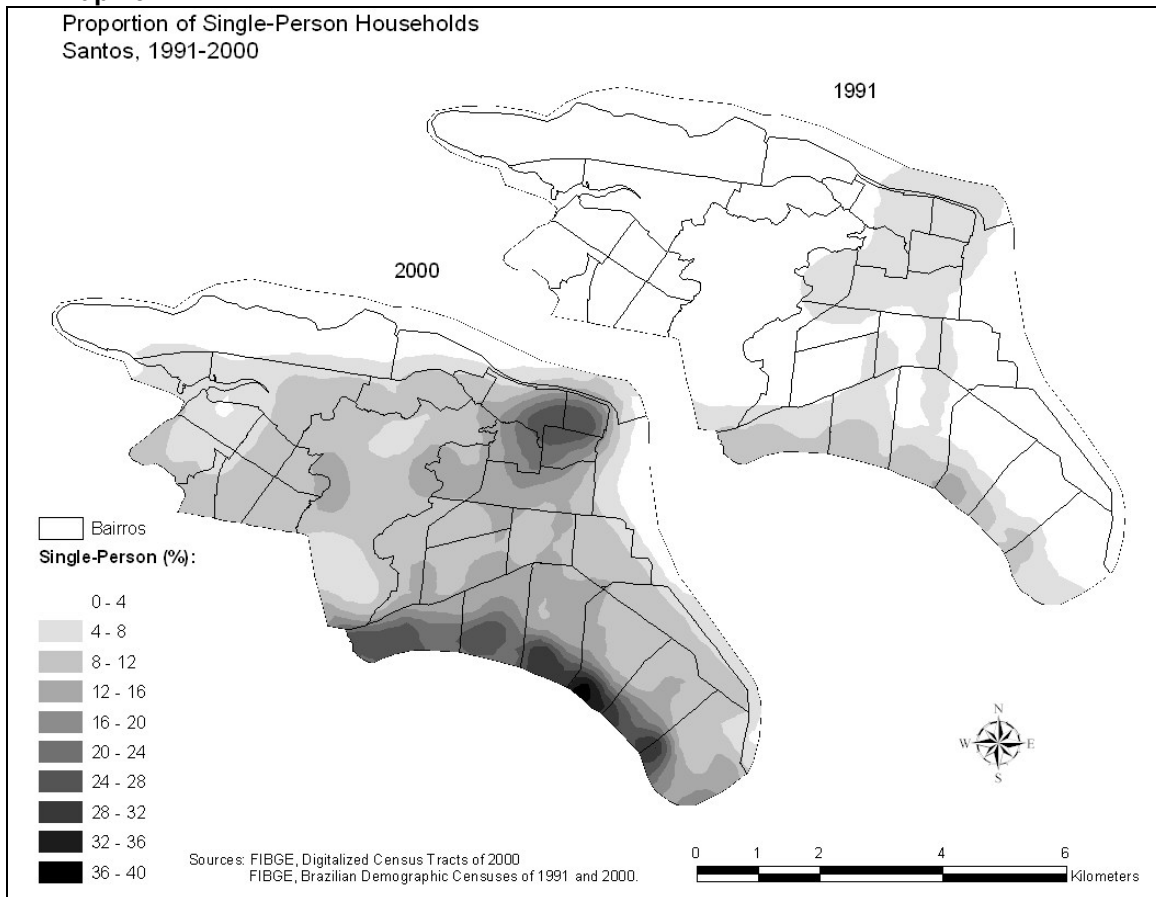 Proportion of Single-Person Households
Santos, 1991-2000
1991
2000
Bairros
Single-Person (%):
0 - 4
4 - 8
8 - 12
12 - 16
16 - 20
20 - 24
24 - 28
28 - 32
32 - 36
36 - 40
Sources: FIBGE, Digitalized Census Tracts of 2000
FIBGE, Brazilian Demographic Censuses of 1991 and 2000.
N
W E
S
0 1 2 4 6
Kilometers